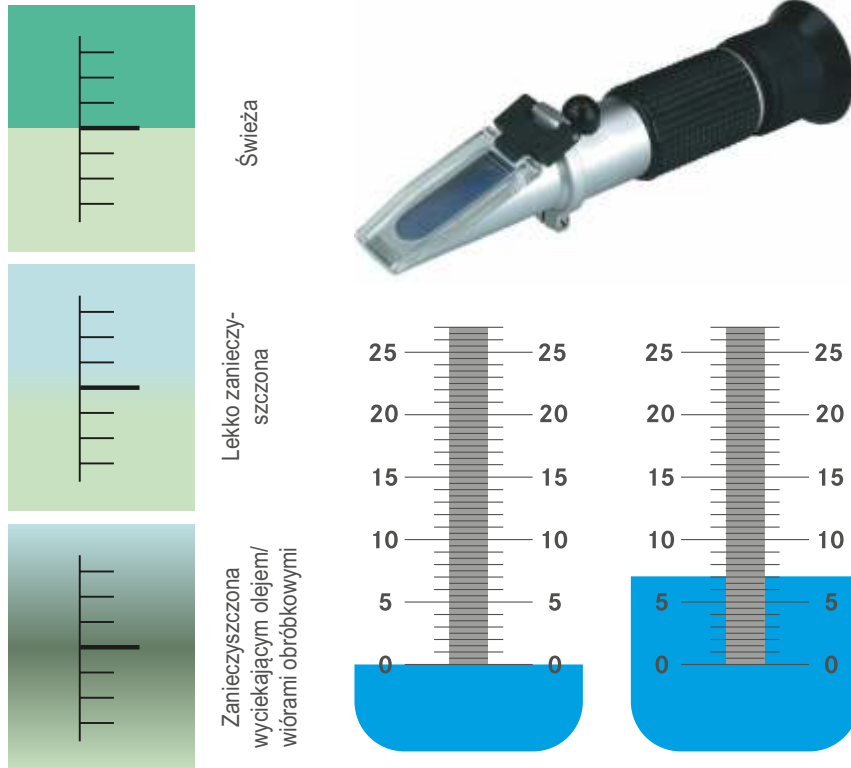 Świeża
Lekko zanieczy-
szczona
Zanieczyszczona
wyciekającym olejem/
wiórami obróbkowymi
25 25
20 20
15 15
10 10
5 5
0 0
25 25
20 20
15 15
10 10
5 5
0 0